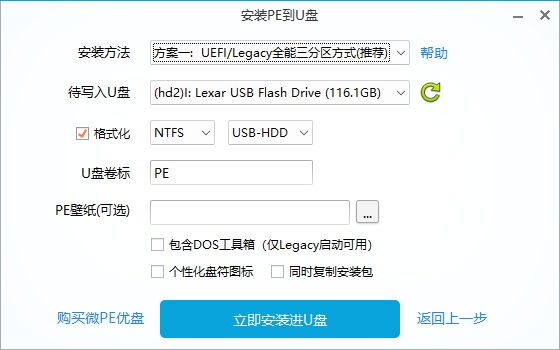 安装PE到U盘
安装方法 方案一：UEFI/Legacy全能三分区方式(推荐) 帮助
待写入U盘 (hd2)I: Lexar USB Flash Drive (116.1GB)
格式化 NTFS USB-HDD
U盘卷标 PE
PE壁纸(可选) ...
包含DOS工具箱（仅Legacy启动可用）
个性化盘符图标 同时复制安装包
购买微PE优盘 立即安装进U盘 返回上一步